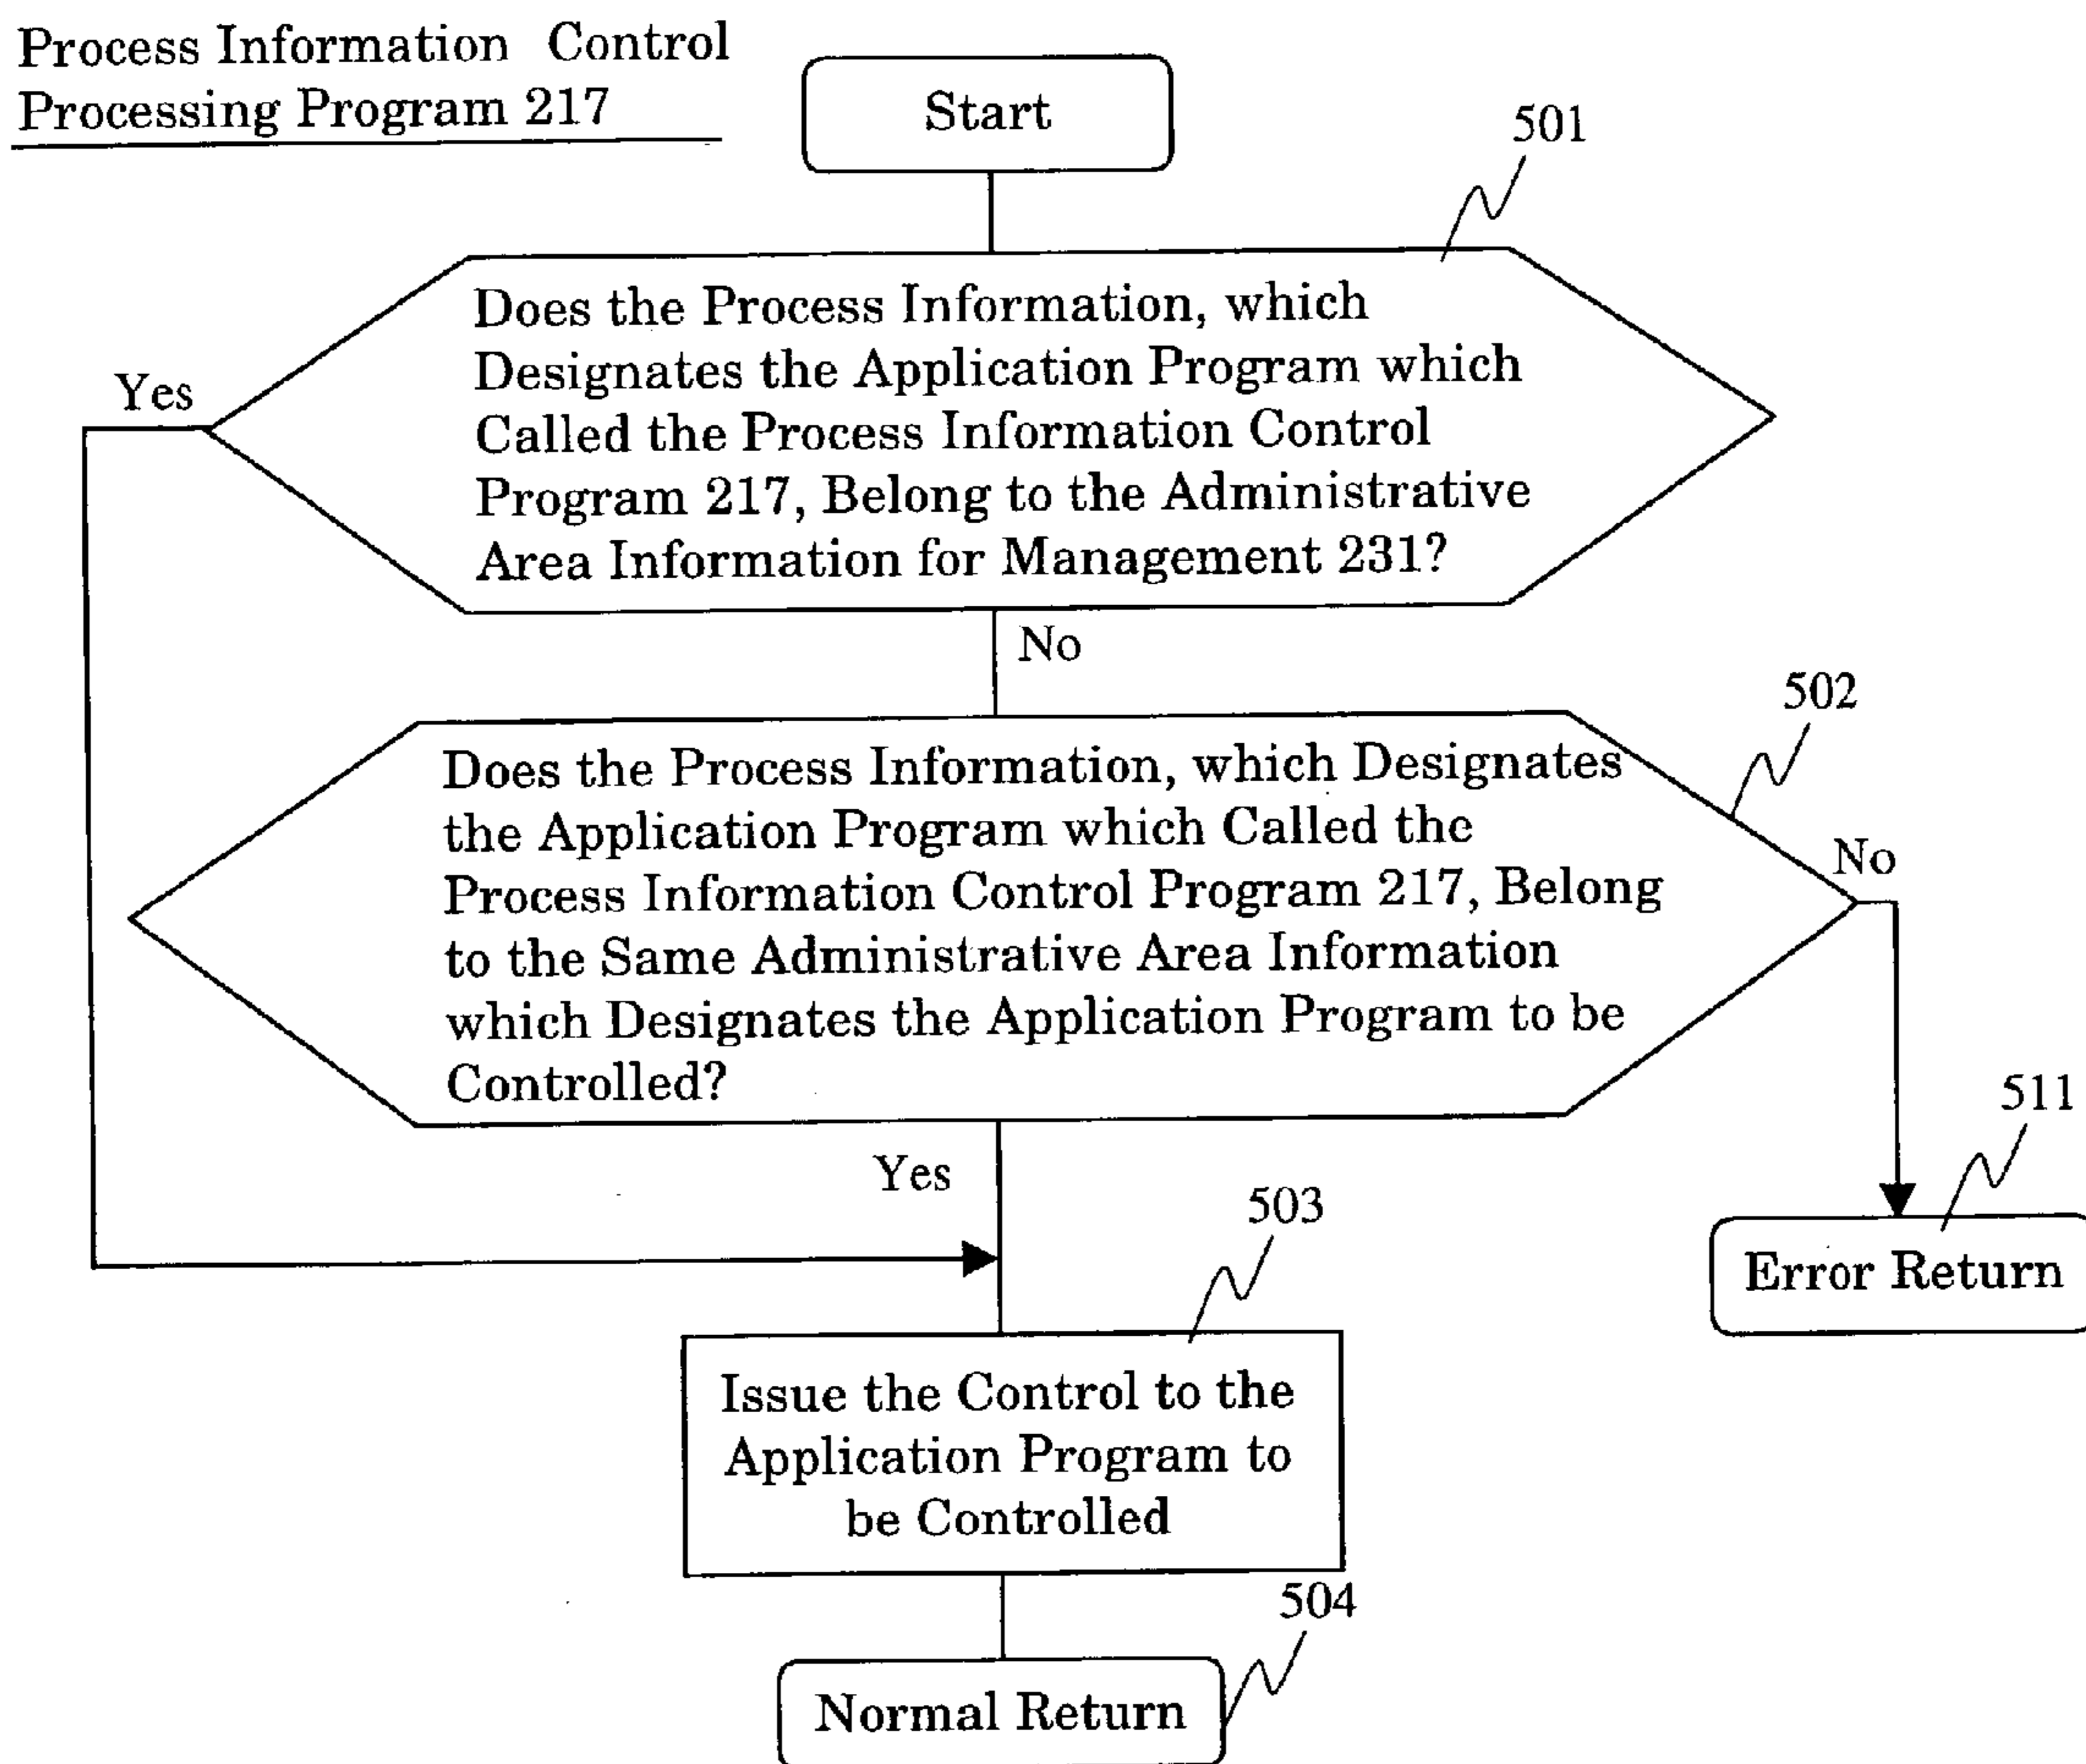 Process Information Control
Processing Program 217
Start
501
Does the Process Information, which
Designates the Application Program which
Called the Process Information Control
Program 217, Belong to the Administrative
Area Information for Management 231?
Yes
No
502
Does the Process Information, which Designates
the Application Program which Called the
Process Information Control Program 217, Belong
to the Same Administrative Area Information
which Designates the Application Program to be
Controlled?
No
Yes
511
Error Return
503
Issue the Control to the
Application Program to
be Controlled
504
Normal Return